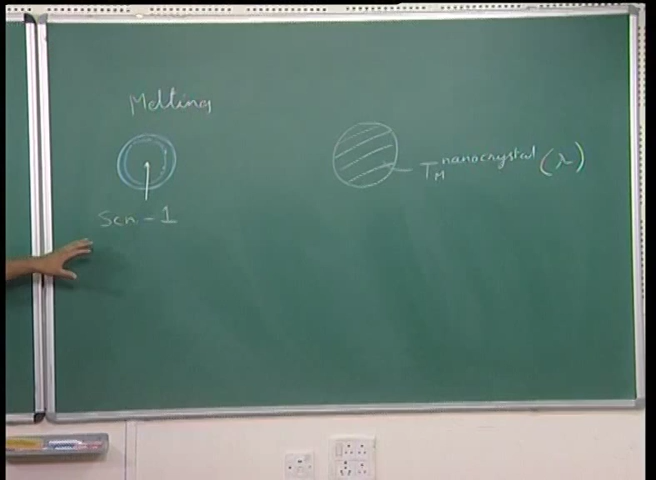 Melting
T_M^nanocrystal (r)
Scn - 1